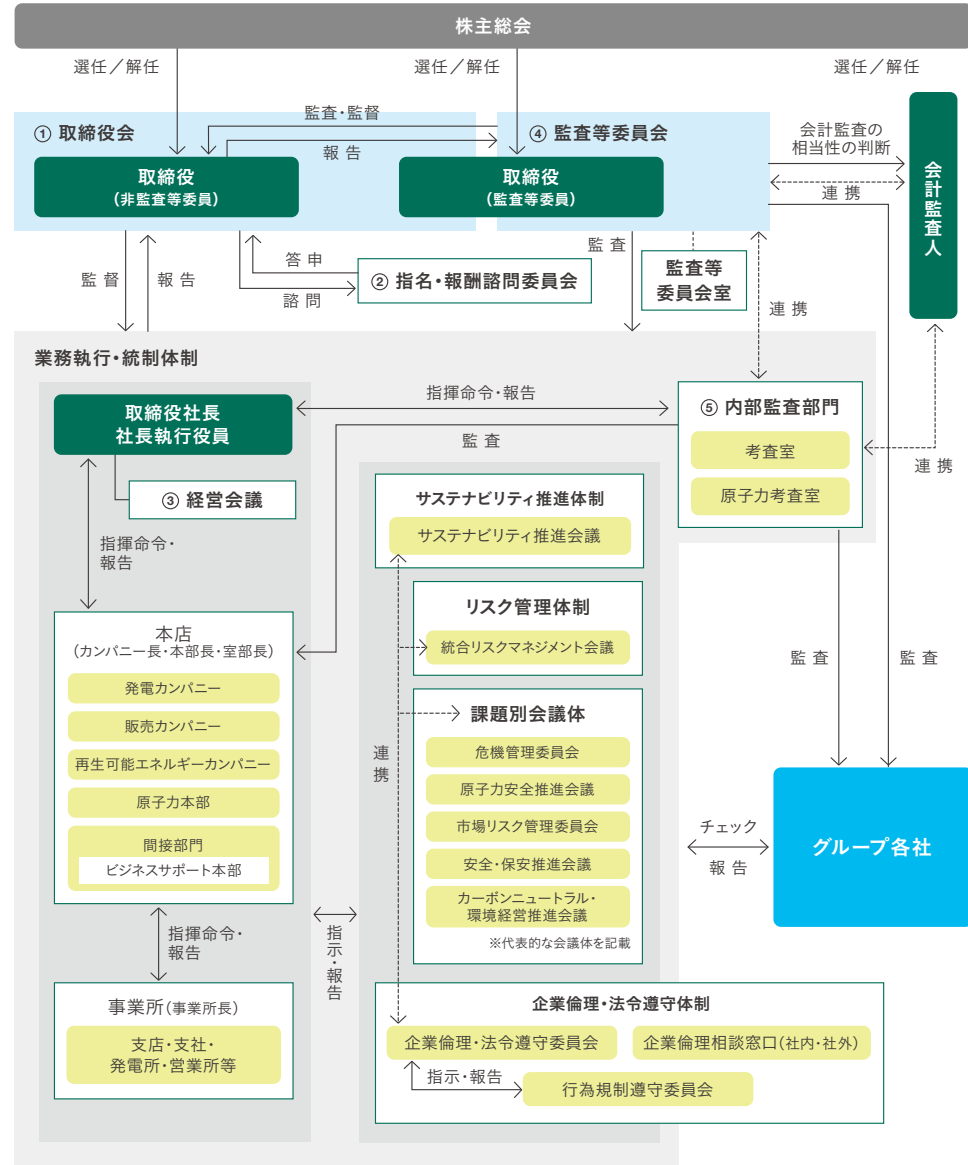 株主総会
選任／解任
選任／解任
選任／解任
① 取締役会
監査・監督
報告
④ 監査等委員会
取締役
(非監査等委員)
取締役
(監査等委員)
会計監査の
相当性の判断
連携
会計監査人
監督
報告
答申
諮問
② 指名・報酬諮問委員会
監査
監査等
委員会室
連携
業務執行・統制体制
取締役社長
社長執行役員
指揮命令・報告
監査
⑤ 内部監査部門
考査室
原子力考査室
連携
③ 経営会議
指揮命令・
報告
サステナビリティ推進体制
サステナビリティ推進会議
リスク管理体制
統合リスクマネジメント会議
本店
(カンパニー長・本部長・室部長)
発電カンパニー
販売カンパニー
再生可能エネルギーカンパニー
原子力本部
間接部門
ビジネスサポート本部
監査
監査
連携
課題別会議体
危機管理委員会
原子力安全推進会議
市場リスク管理委員会
安全・保安推進会議
カーボンニュートラル・
環境経営推進会議
※代表的な会議体を記載
チェック
報告
グループ各社
指揮命令・
報告
指示・報告
事業所(事業所長)
支店・支社・
発電所・営業所等
企業倫理・法令遵守体制
企業倫理・法令遵守委員会
企業倫理相談窓口(社内・社外)
指示・報告
行為規制遵守委員会